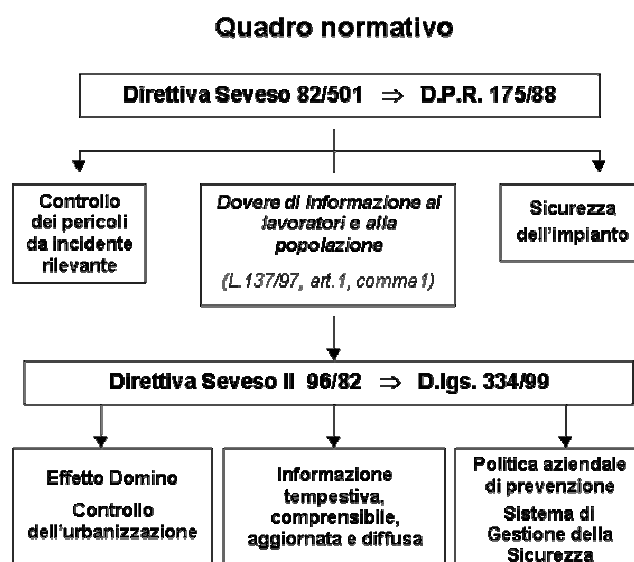 Quadro normativo
Direttiva Seveso 82/501 ⇒ D.P.R. 175/88
Controllo
dei pericoli
da incidente
rilevante
Dovere di informazione ai
lavoratori e alla
popolazione
(L.137/97, art.1, comma1)
Sicurezza
dell'impianto
Direttiva Seveso II 96/82 ⇒ D.lgs. 334/99
Effetto Domino
Controllo
dell'urbanizzazione
Informazione
tempestiva,
comprensibile,
aggiornata e diffusa
Politica aziendale
di prevenzione
Sistema di
Gestione della
Sicurezza